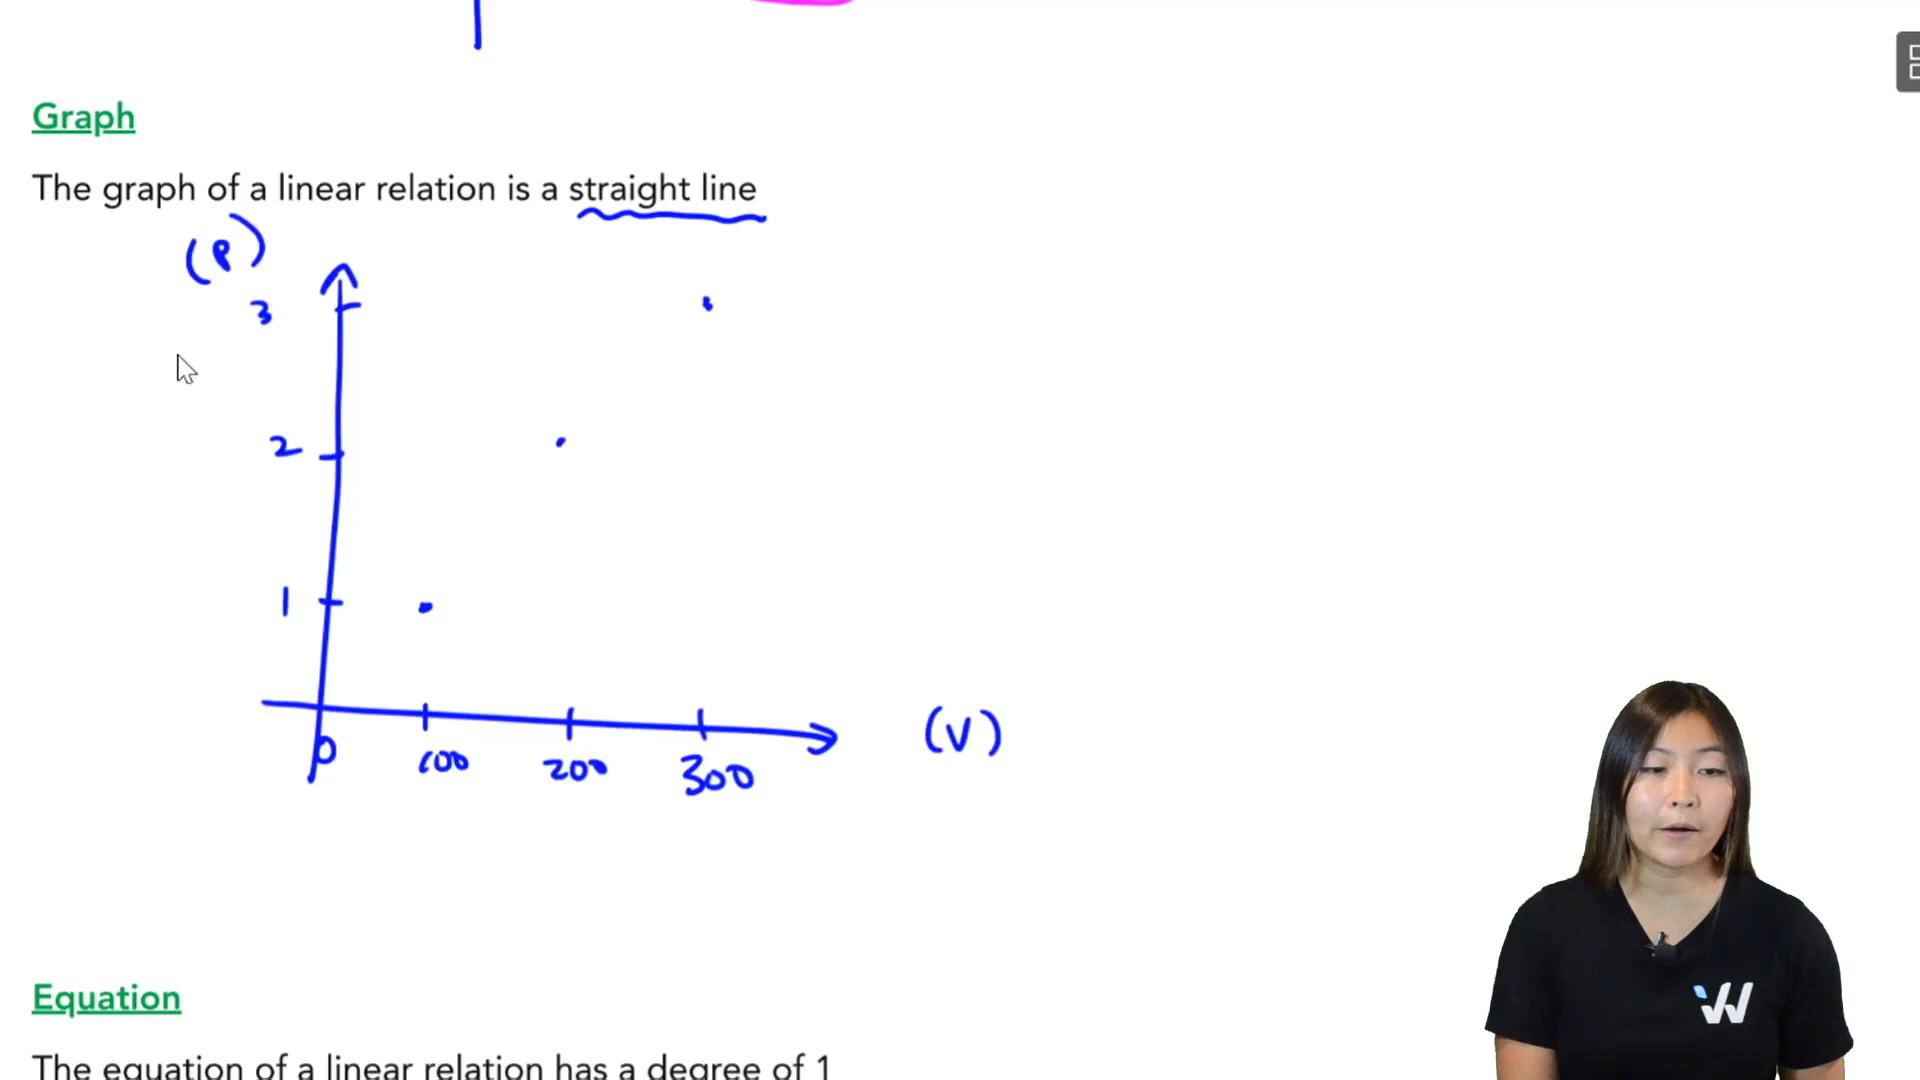 Graph
The graph of a linear relation is a straight line
(P)
3
2
1
0
100
200
300
(V)
Equation
The equation of a linear relation has a degree of 1
W